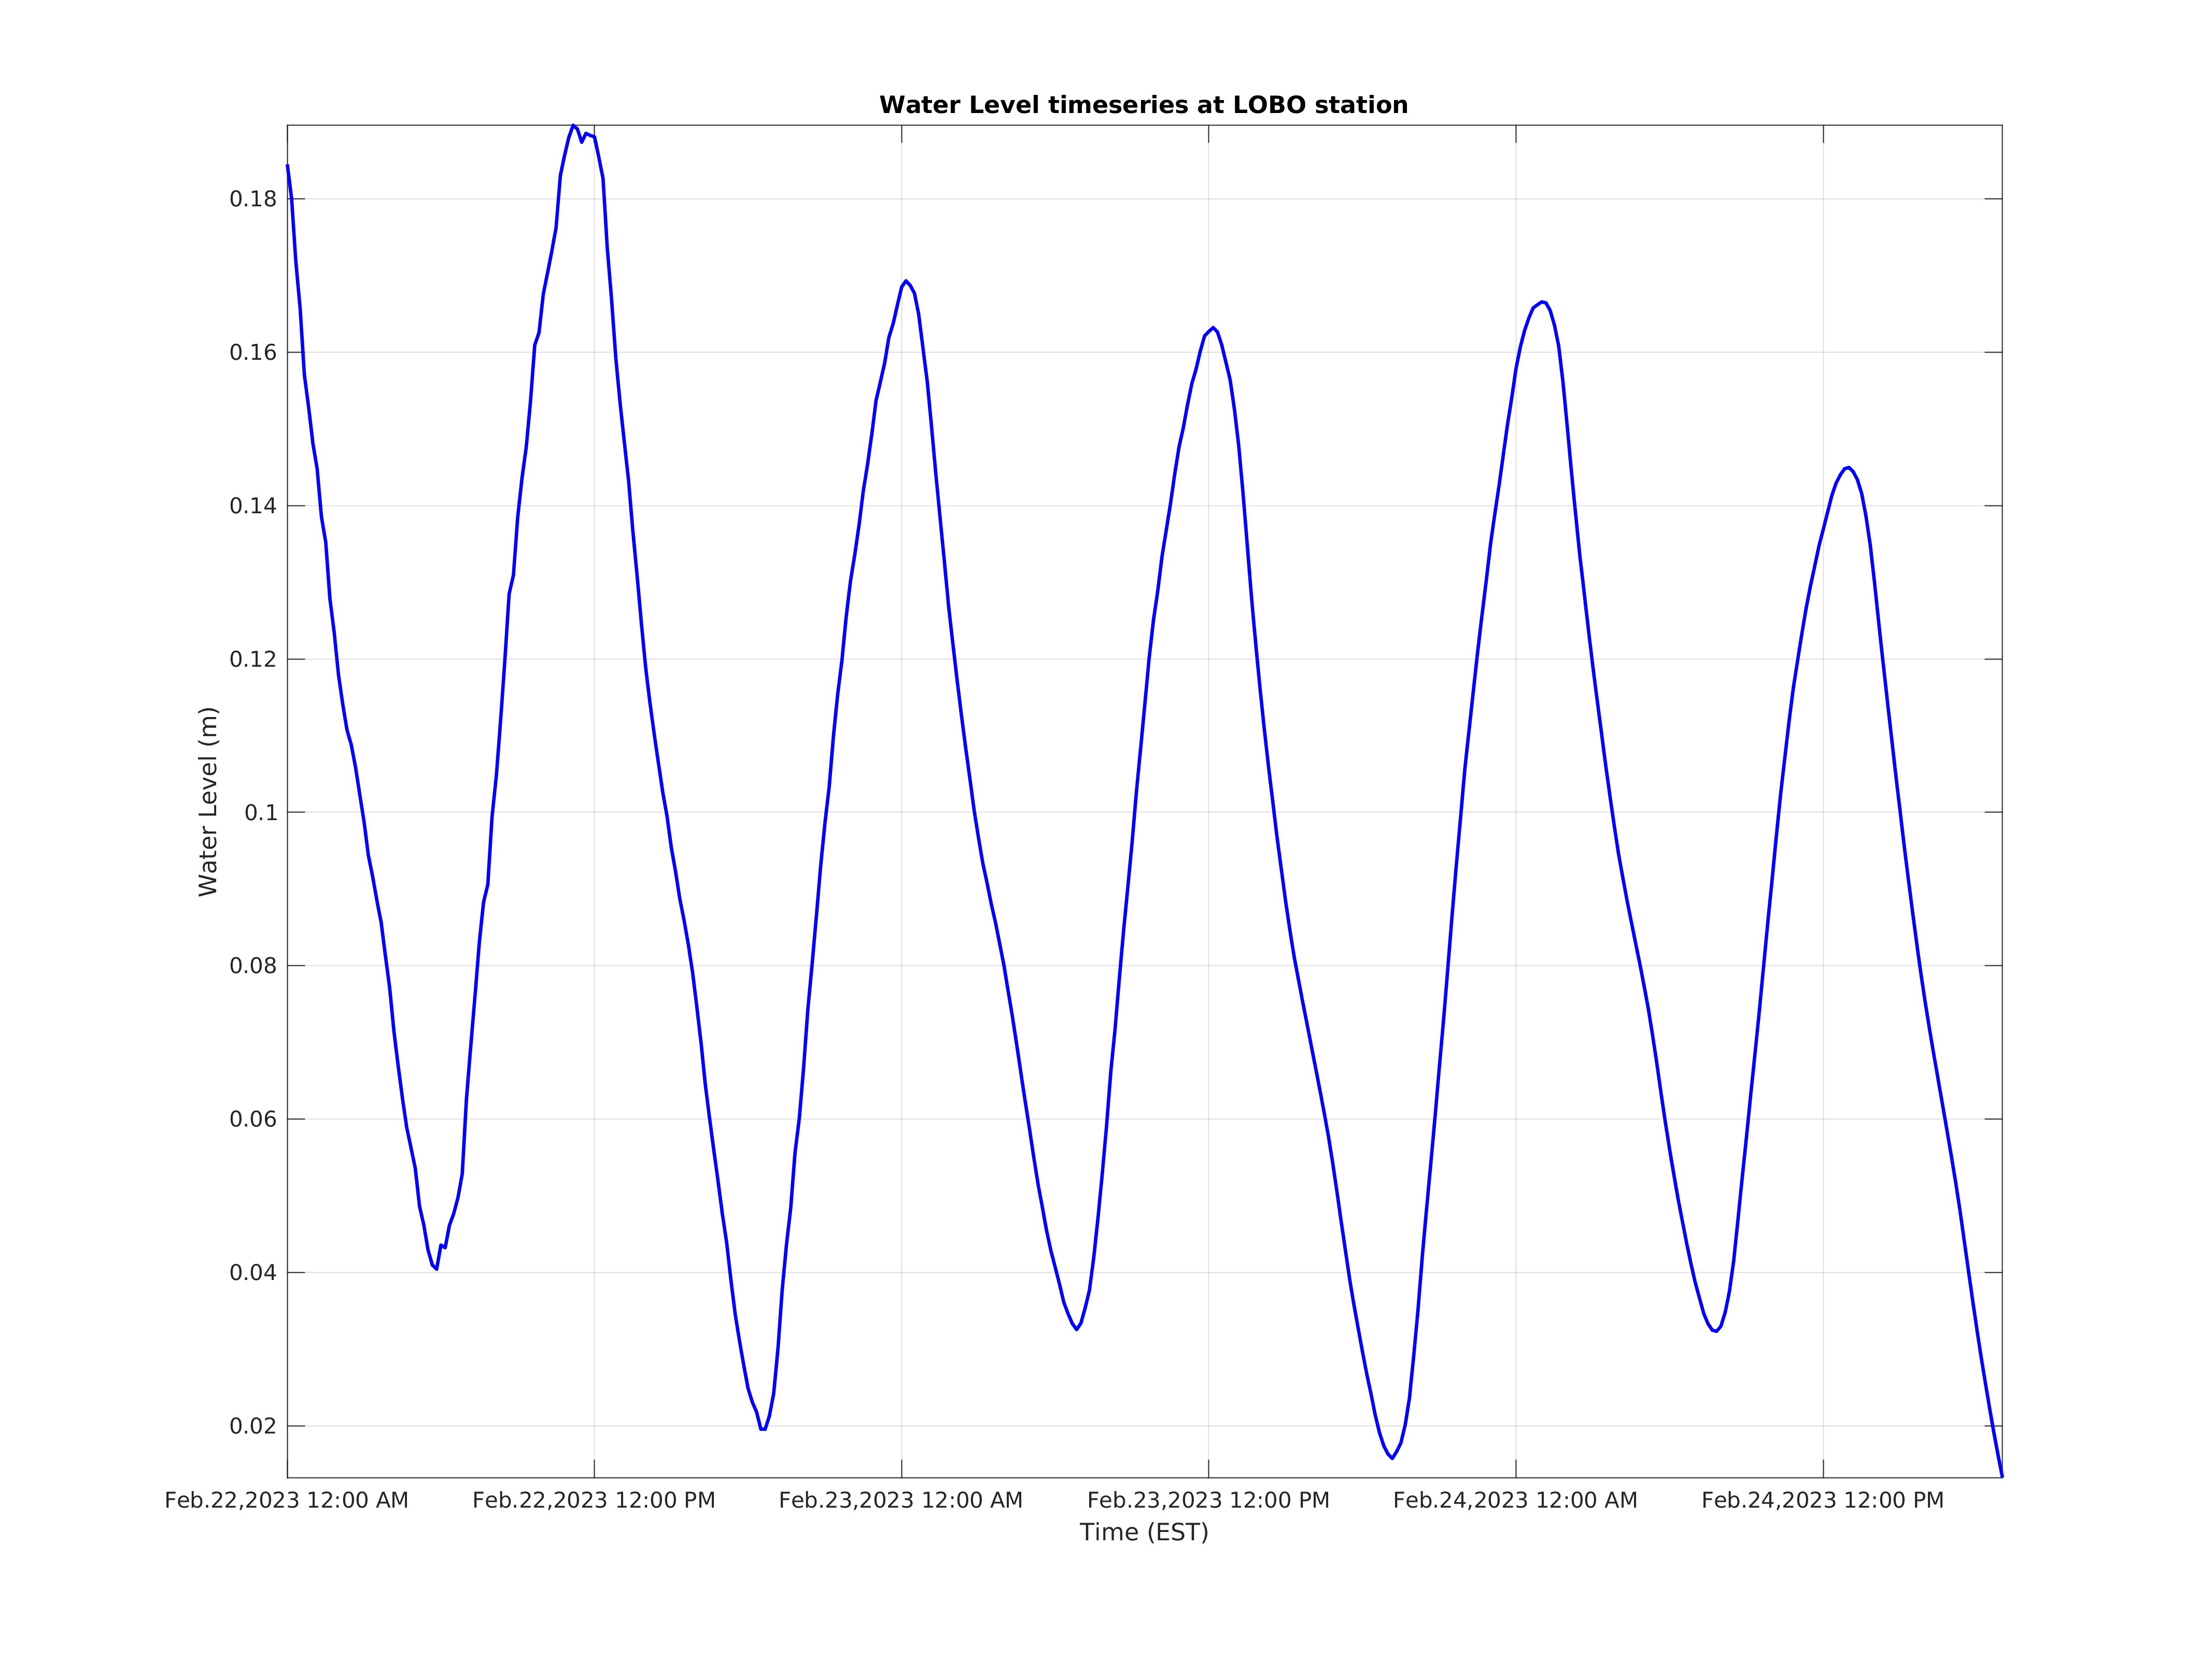 Water Level timeseries at LOBO station
0.18
0.16
0.14
0.12
0.1
0.08
0.06
0.04
0.02
Water Level (m)
Feb.22,2023 12:00 AM
Feb.22,2023 12:00 PM
Feb.23,2023 12:00 AM
Feb.23,2023 12:00 PM
Feb.24,2023 12:00 AM
Feb.24,2023 12:00 PM
Time (EST)